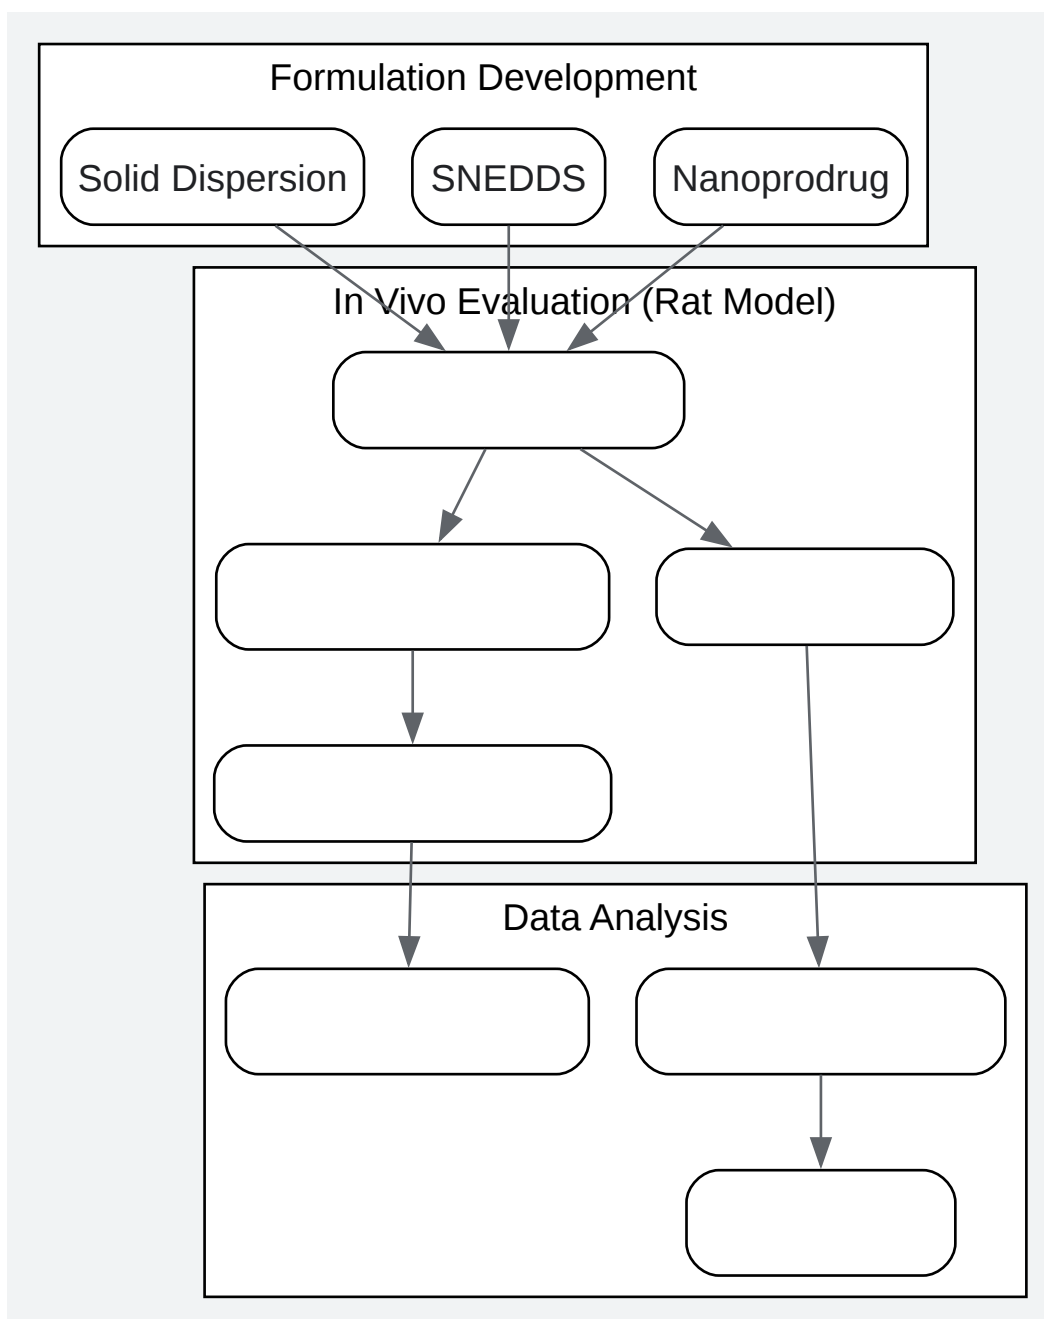 Formulation Development
Solid Dispersion
SNEDDS
Nanoprodrug
In Vivo Evaluation (Rat Model)
Data Analysis